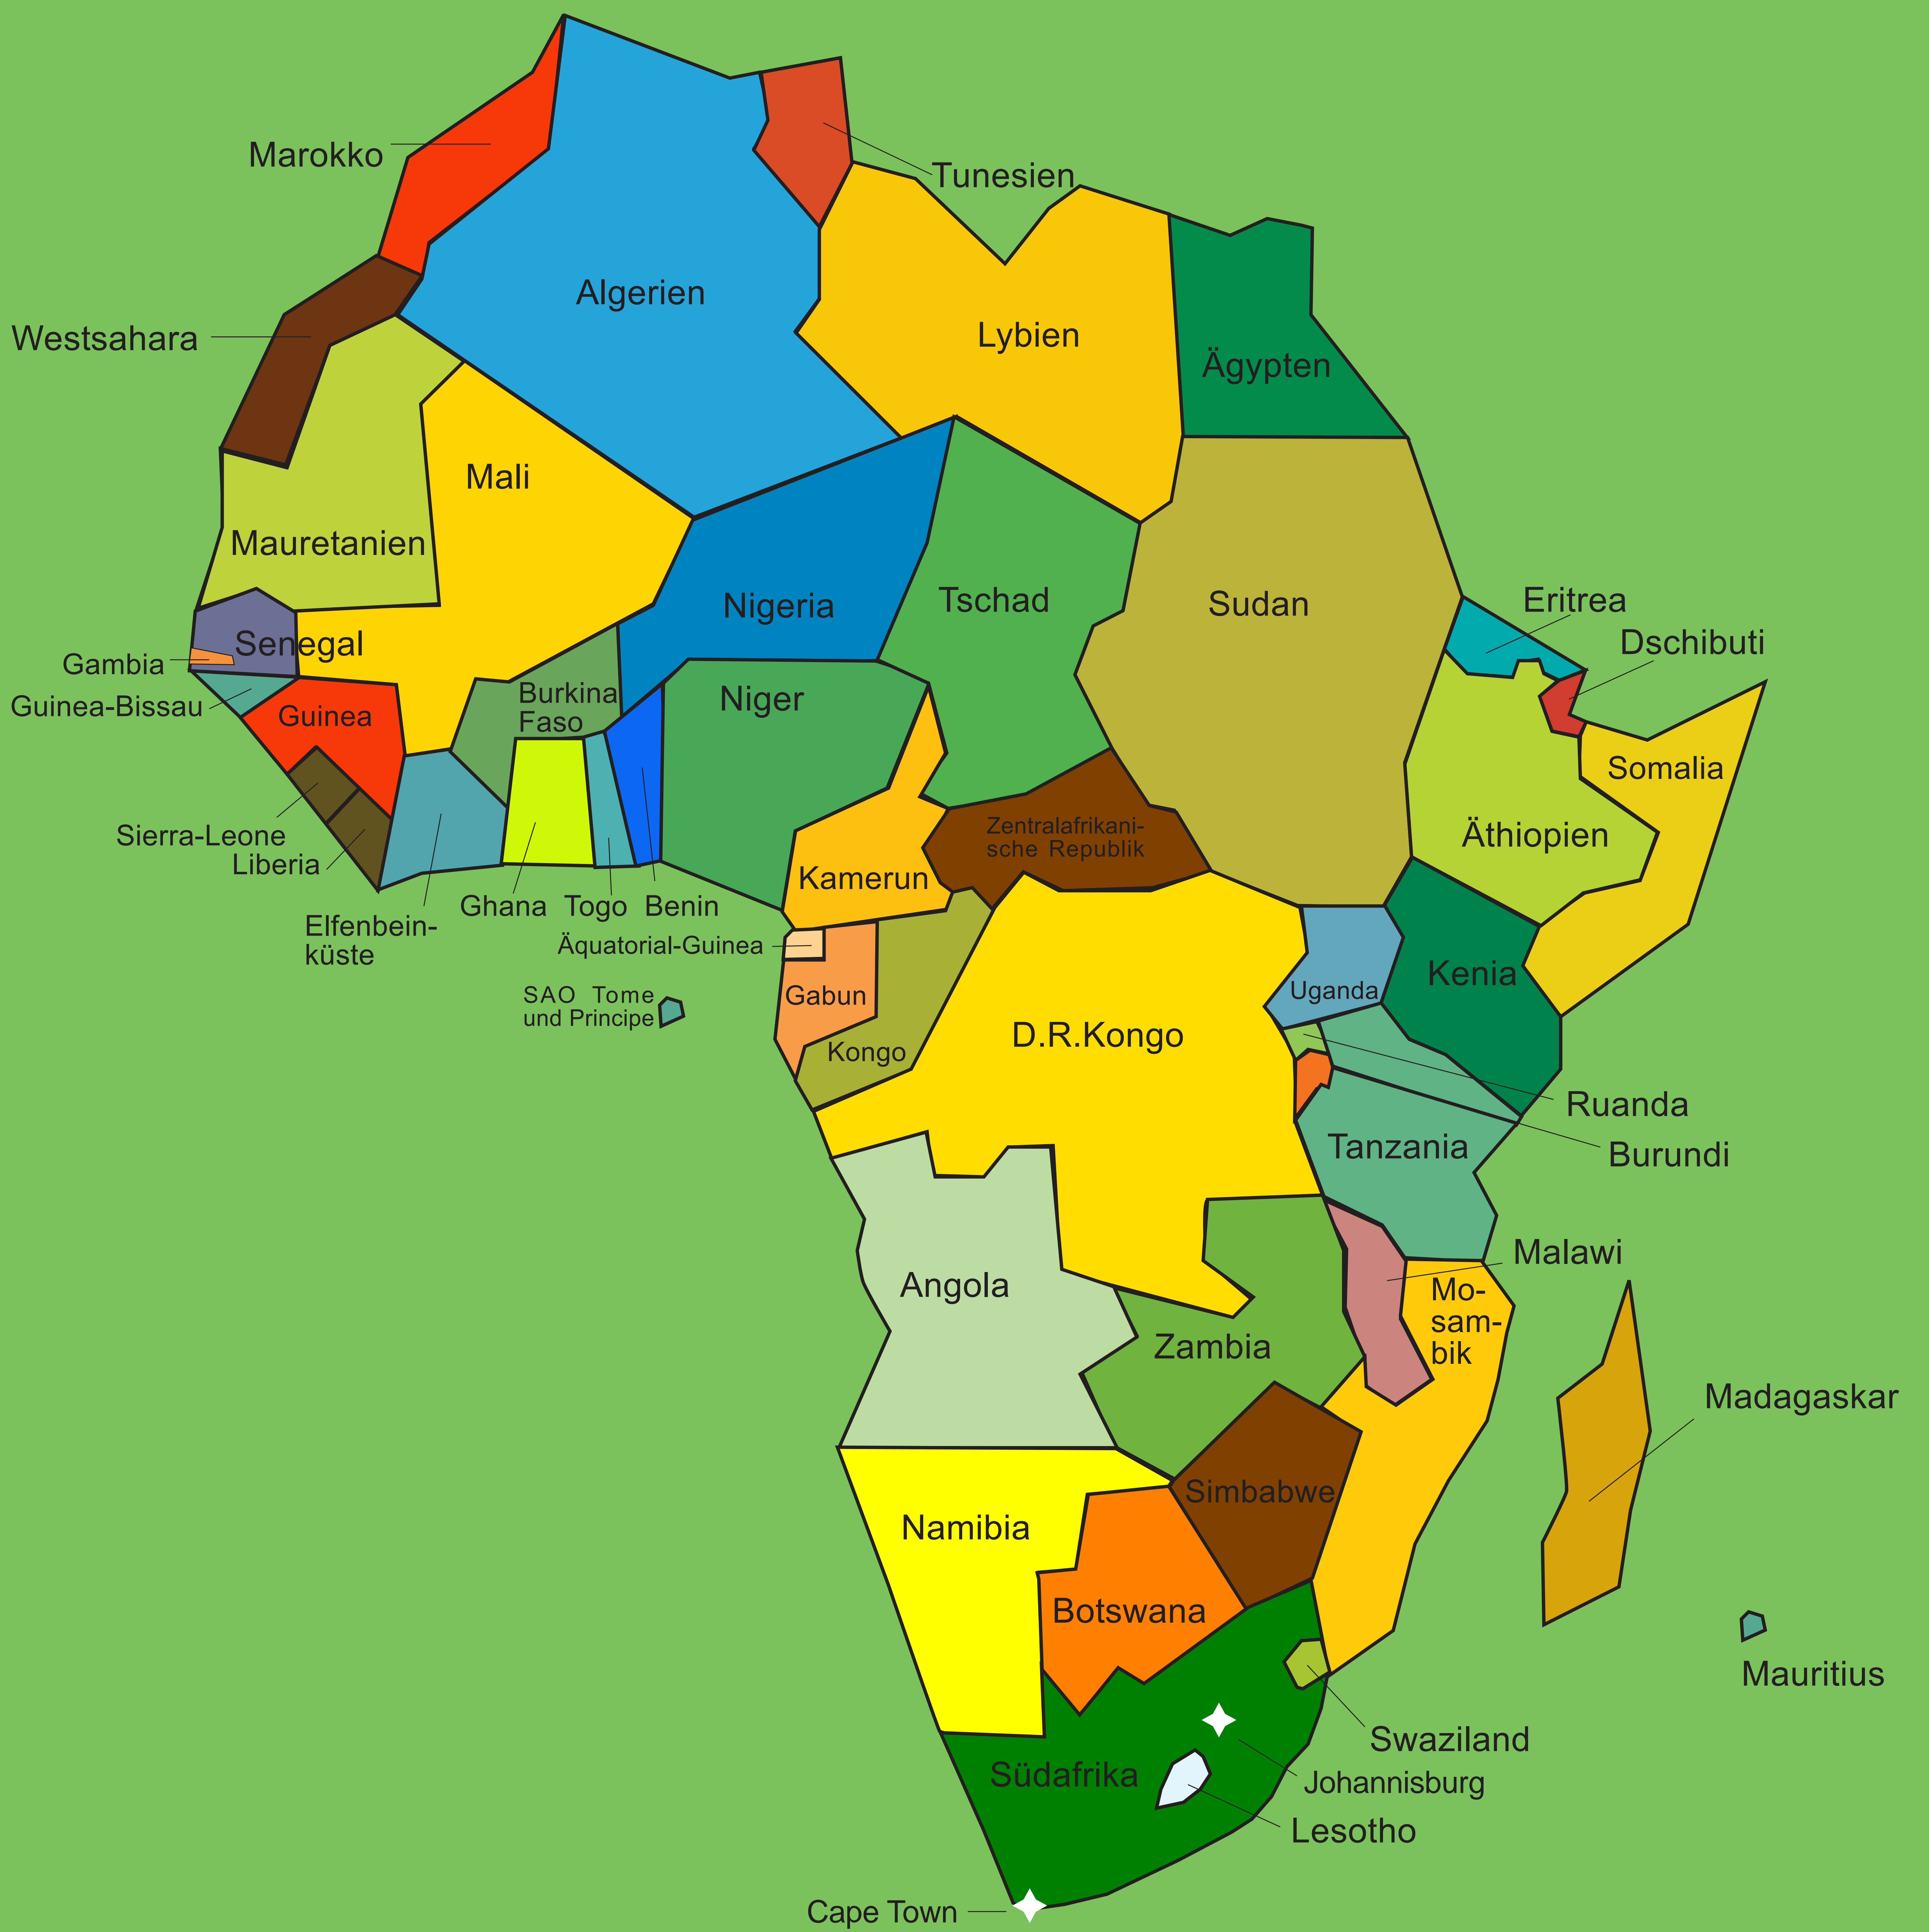 Marokko
Tunesien
Algerien
Westsahara
Lybien
Ägypten
Mali
Mauretanien
Nigeria
Tschad
Sudan
Eritrea
Dschibuti
Senegal
Gambia
Guinea-Bissau
Guinea
Burkina
Faso
Niger
Somalia
Sierra-Leone
Liberia
Zentralafrikani-
sche Republik
Äthiopien
Kamerun
Ghana
Togo
Benin
Elfenbein-
küste
Äquatorial-Guinea
SAO Tome
und Principe
Gabun
Kongo
D.R.Kongo
Uganda
Kenia
Ruanda
Burundi
Tanzania
Malawi
Angola
Mo-
sam-
bik
Zambia
Madagaskar
Simbabwe
Namibia
Botswana
Mauritius
Swaziland
Südafrika
Johannisburg
Lesotho
Cape Town